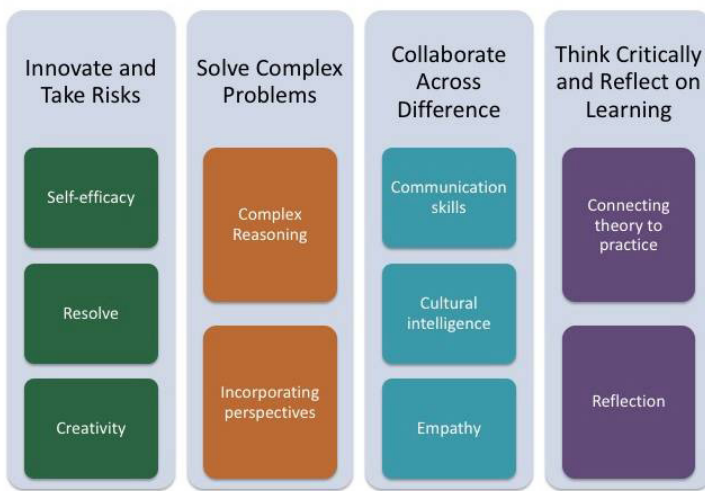 Innovate and
Take Risks
Self-efficacy
Resolve
Creativity
Solve Complex
Problems
Complex
Reasoning
Incorporating
perspectives
Collaborate
Across
Difference
Communication
skills
Cultural
intelligence
Empathy
Think Critically
and Reflect on
Learning
Connecting
theory to
practice
Reflection